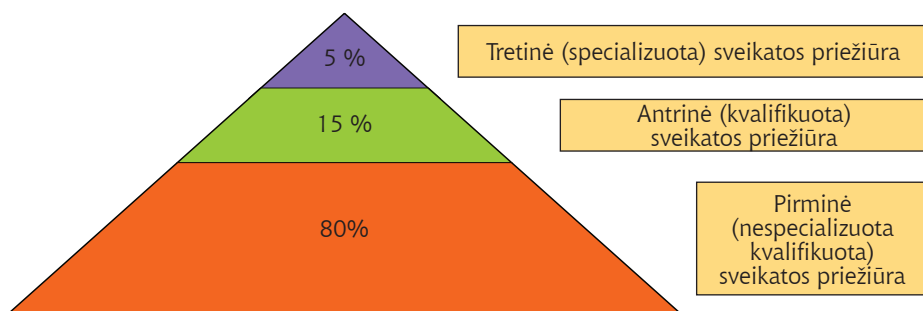 5 %
Tretinė (specializuota) sveikatos priežiūra
15 %
Antrinė (kvalifikuota)
sveikatos priežiūra
80%
Pirminė
(nespecializuota
kvalifikuota)
sveikatos priežiūra